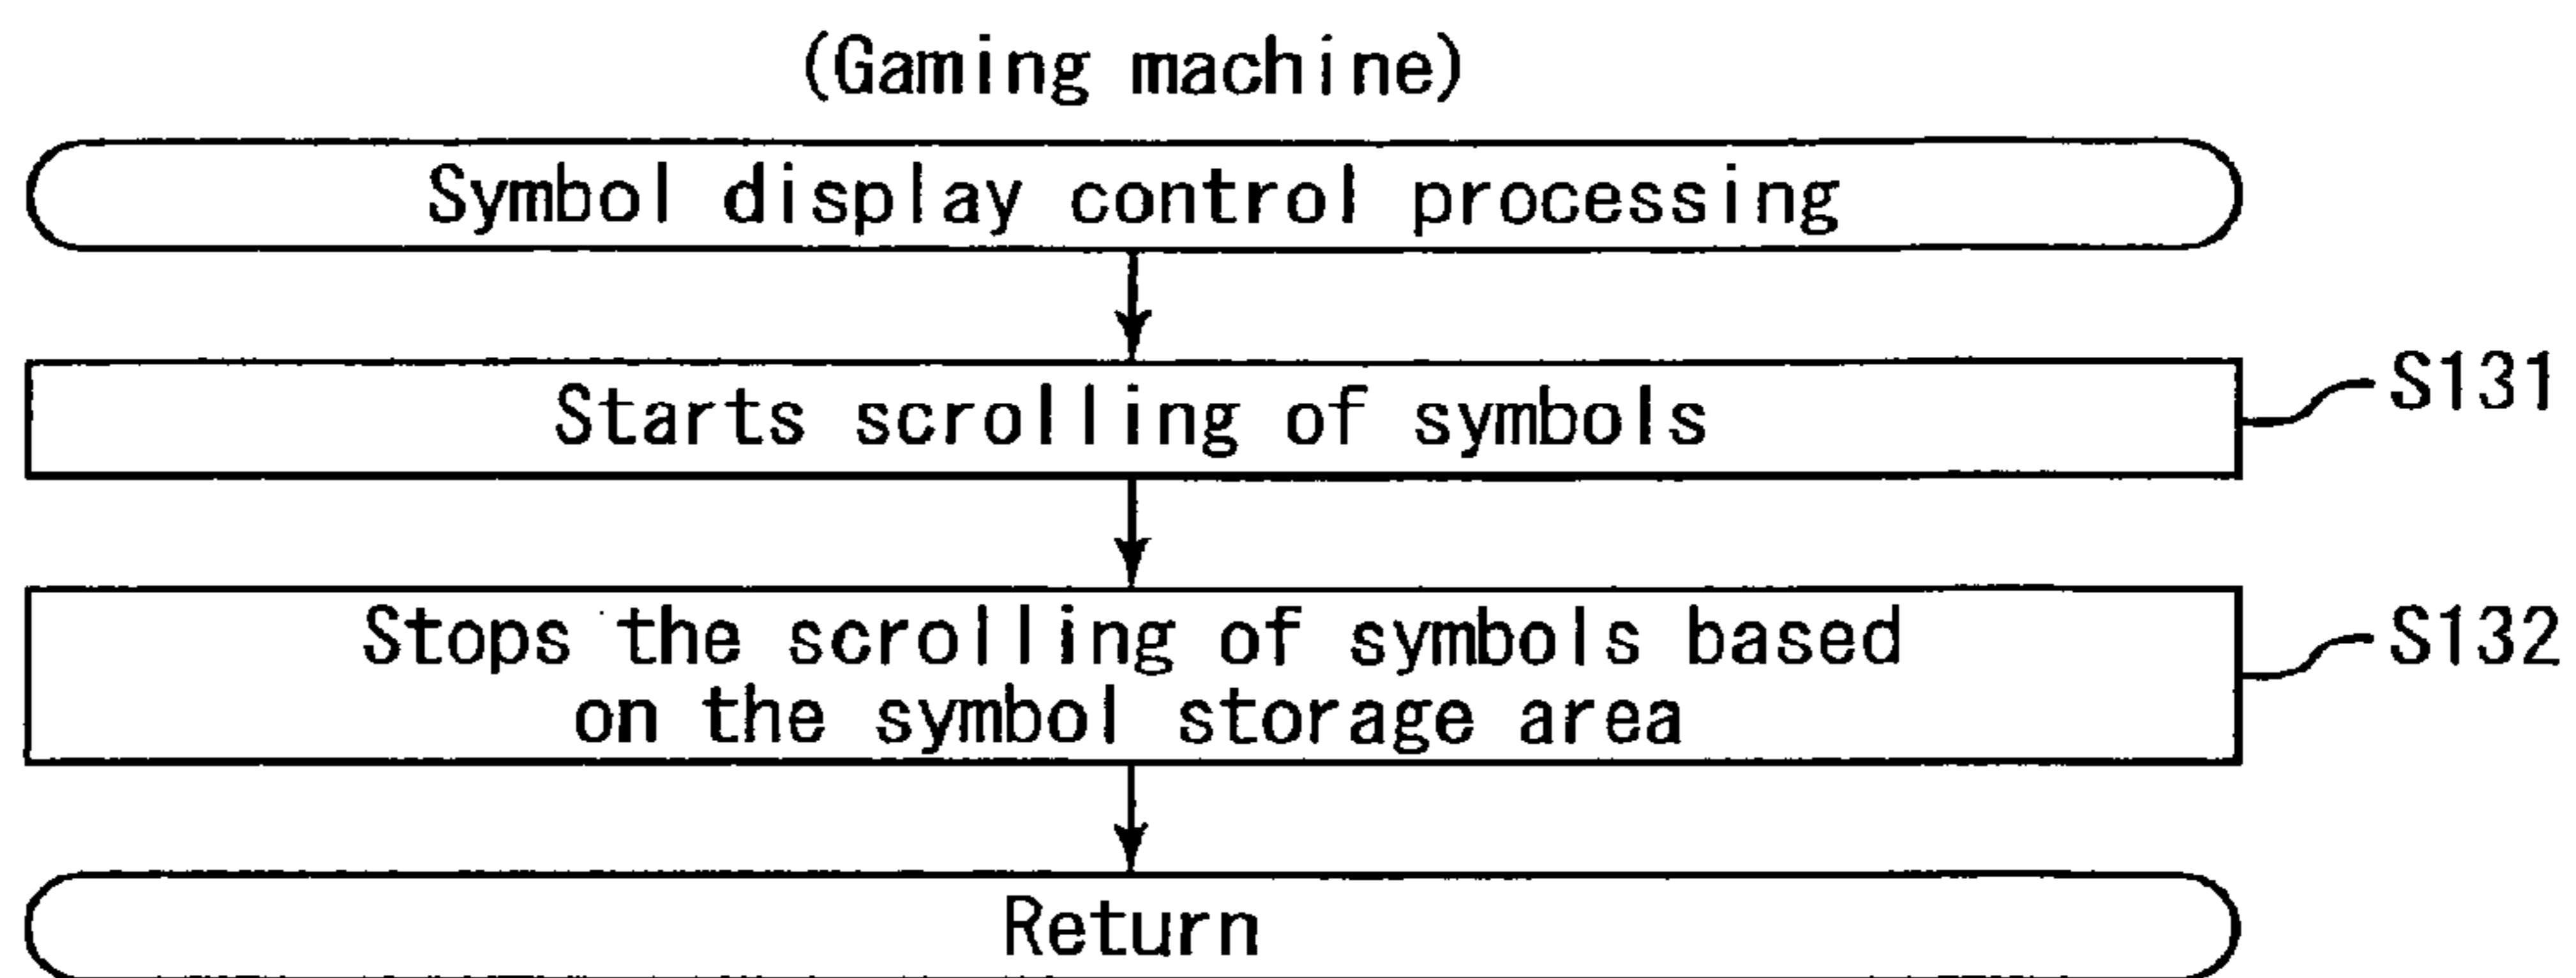 (Gaming machine)
Symbol display control processing
Starts scrolling of symbols
S131
Stops the scrolling of symbols based
on the symbol storage area
S132
Return